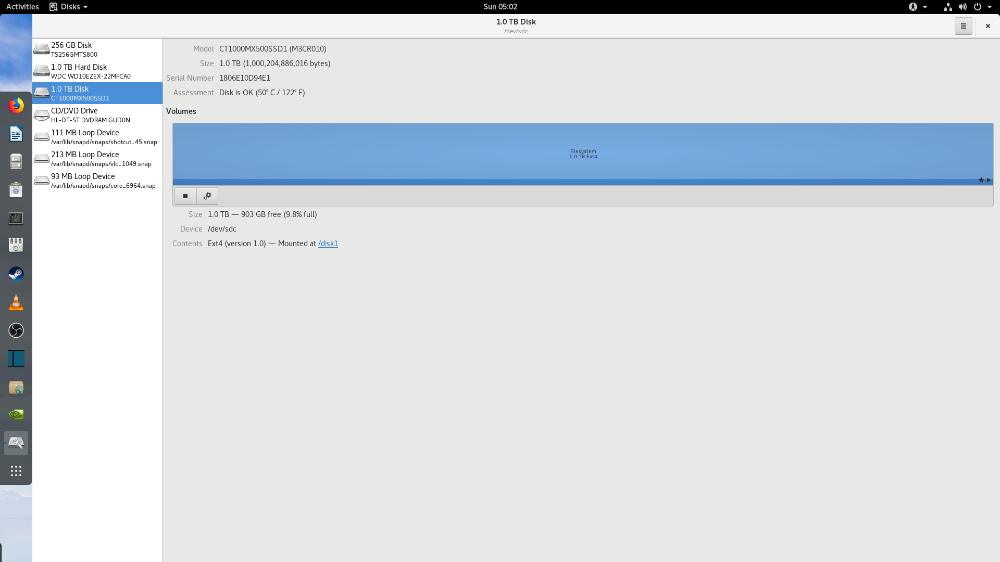 Activities Disks Sun 05:02
1.0 TB Disk
/dev/sdc
256 GB Disk
TS256GMTS800
1.0 TB Hard Disk
WDC WD10EZEX-22MFCA0
1.0 TB Disk
CT1000MX500SSD1
CD/DVD Drive
HL-DT-ST DVDRAM GUD0N
111 MB Loop Device
/var/lib/snapd/snaps/shotcut_45.snap
213 MB Loop Device
/var/lib/snapd/snaps/vlc_1049.snap
93 MB Loop Device
/var/lib/snapd/snaps/core_6964.snap
Model CT1000MX500SSD1 (M3CR010)
Size 1.0 TB (1,000,204,886,016 bytes)
Serial Number 1806E10D94E1
Assessment Disk is OK (50° C / 122° F)
Volumes
Filesystem
1.0 TB Ext4
Size 1.0 TB — 903 GB free (9.8% full)
Device /dev/sdc
Contents Ext4 (version 1.0) — Mounted at /disk1